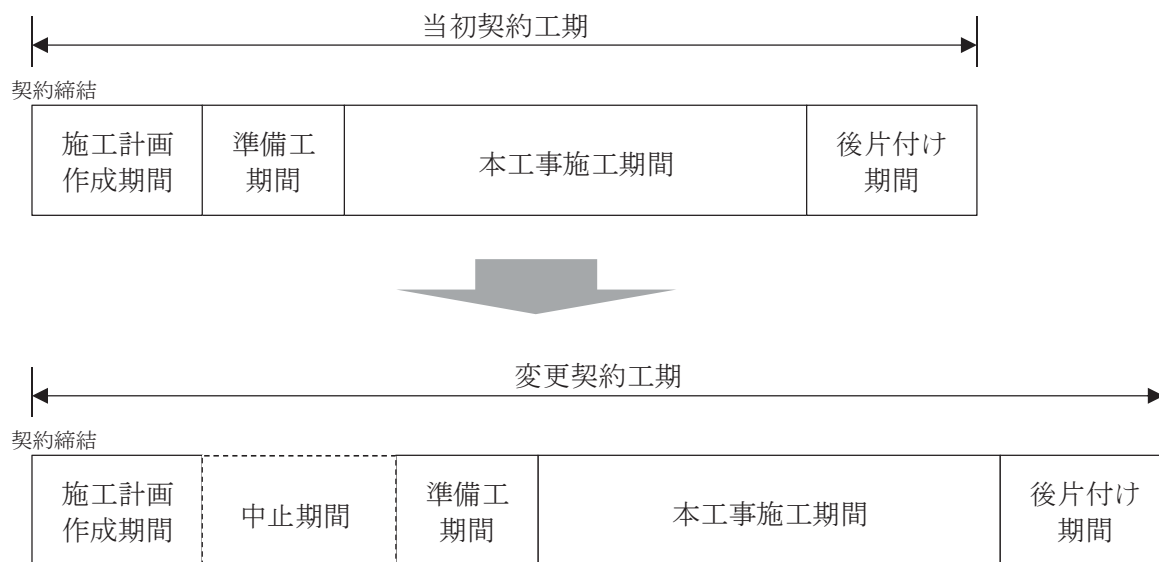 当初契約工期
契約締結
施工計画
作成期間
準備工
期間
本工事施工期間
後片付け
期間
変更契約工期
契約締結
施工計画
作成期間
中止期間
準備工
期間
本工事施工期間
後片付け
期間